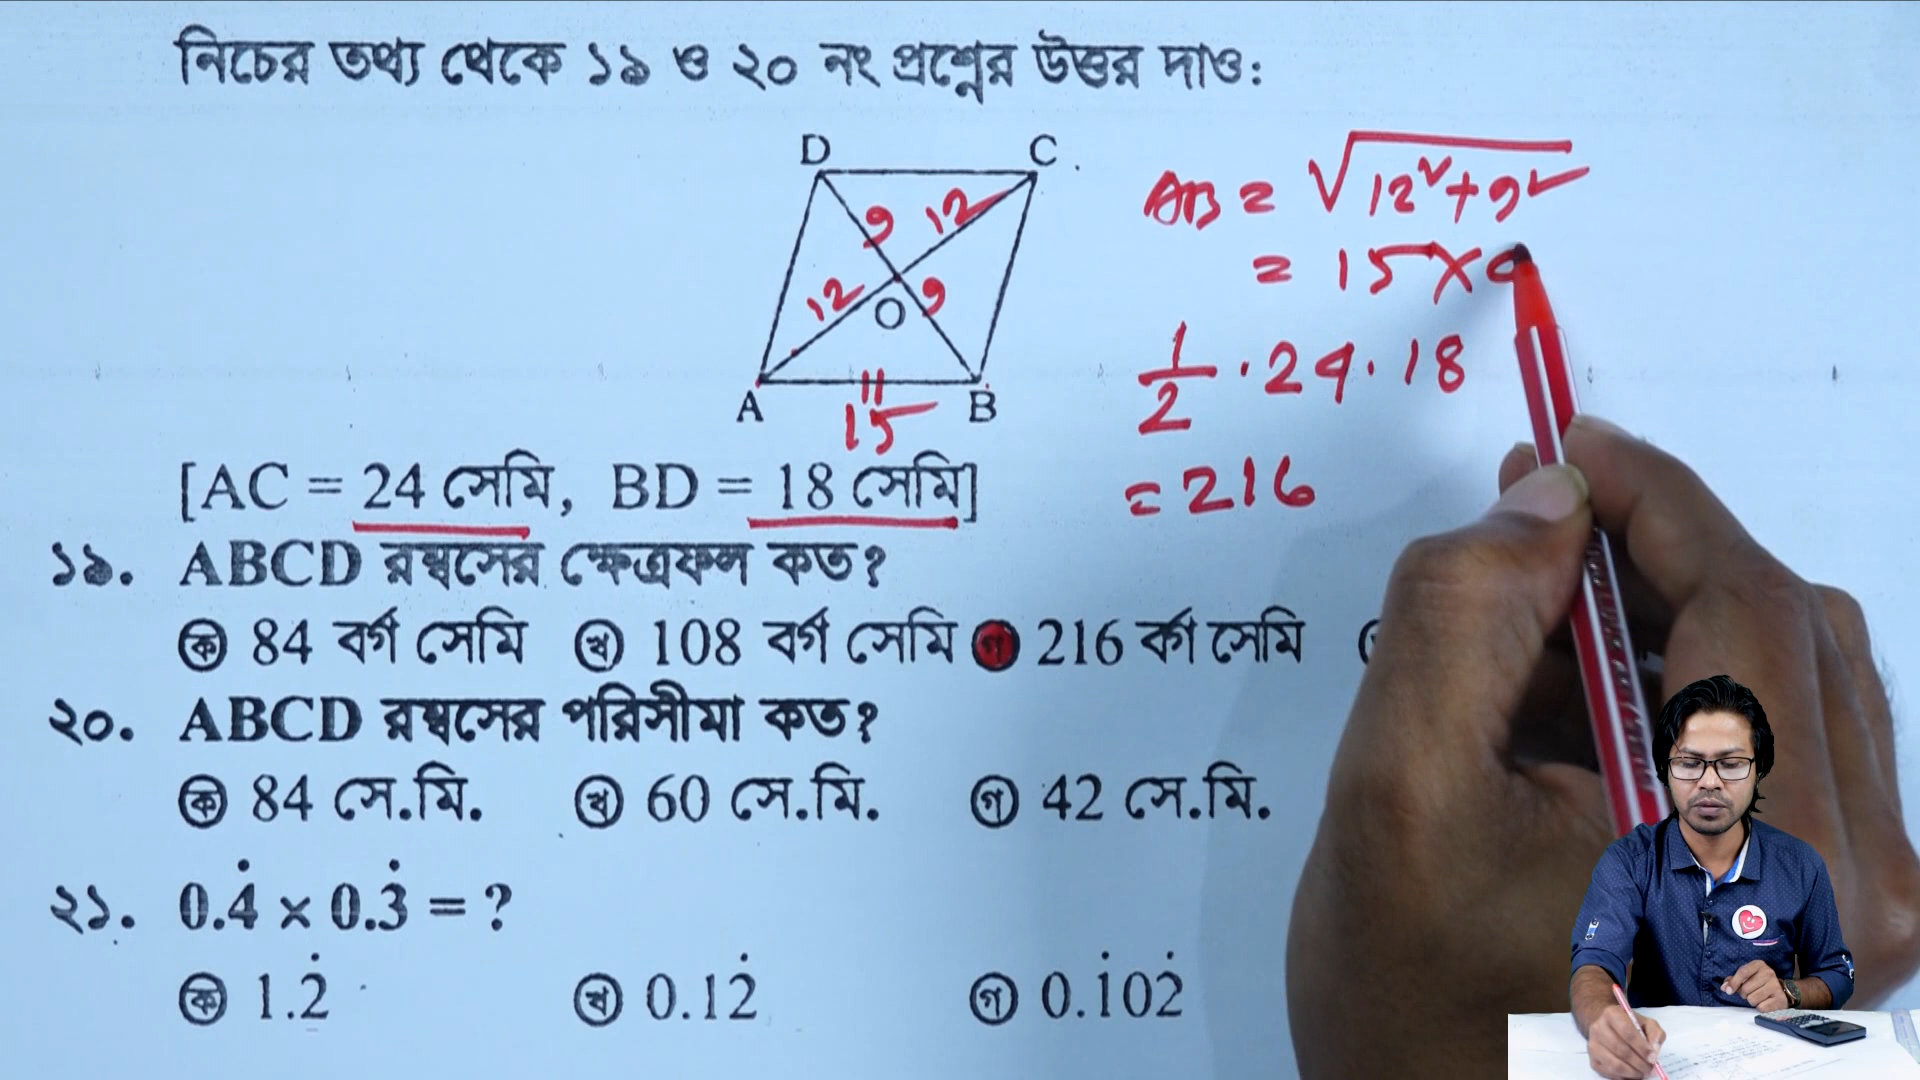 নিচের তথ্য থেকে ১৯ ও ২০ নং প্রশ্নের উত্তর দাও:
D C
9 12
12 9
O
A B
15
AB = √12² + 9²
= 15 ×
1/2 · 24 · 18
= 216
[AC = 24 সেমি, BD = 18 সেমি]
১৯. ABCD রম্বসের ক্ষেত্রফল কত?
ক 84 বর্গ সেমি খ 108 বর্গ সেমি গ 216 বর্গ সেমি
২০. ABCD রম্বসের পরিসীমা কত?
ক 84 সে.মি. খ 60 সে.মি. গ 42 সে.মি.
২১. 0.4̇ × 0.3̇ = ?
ক 1.2̇ খ 0.12̇ গ 0.1̇02̇